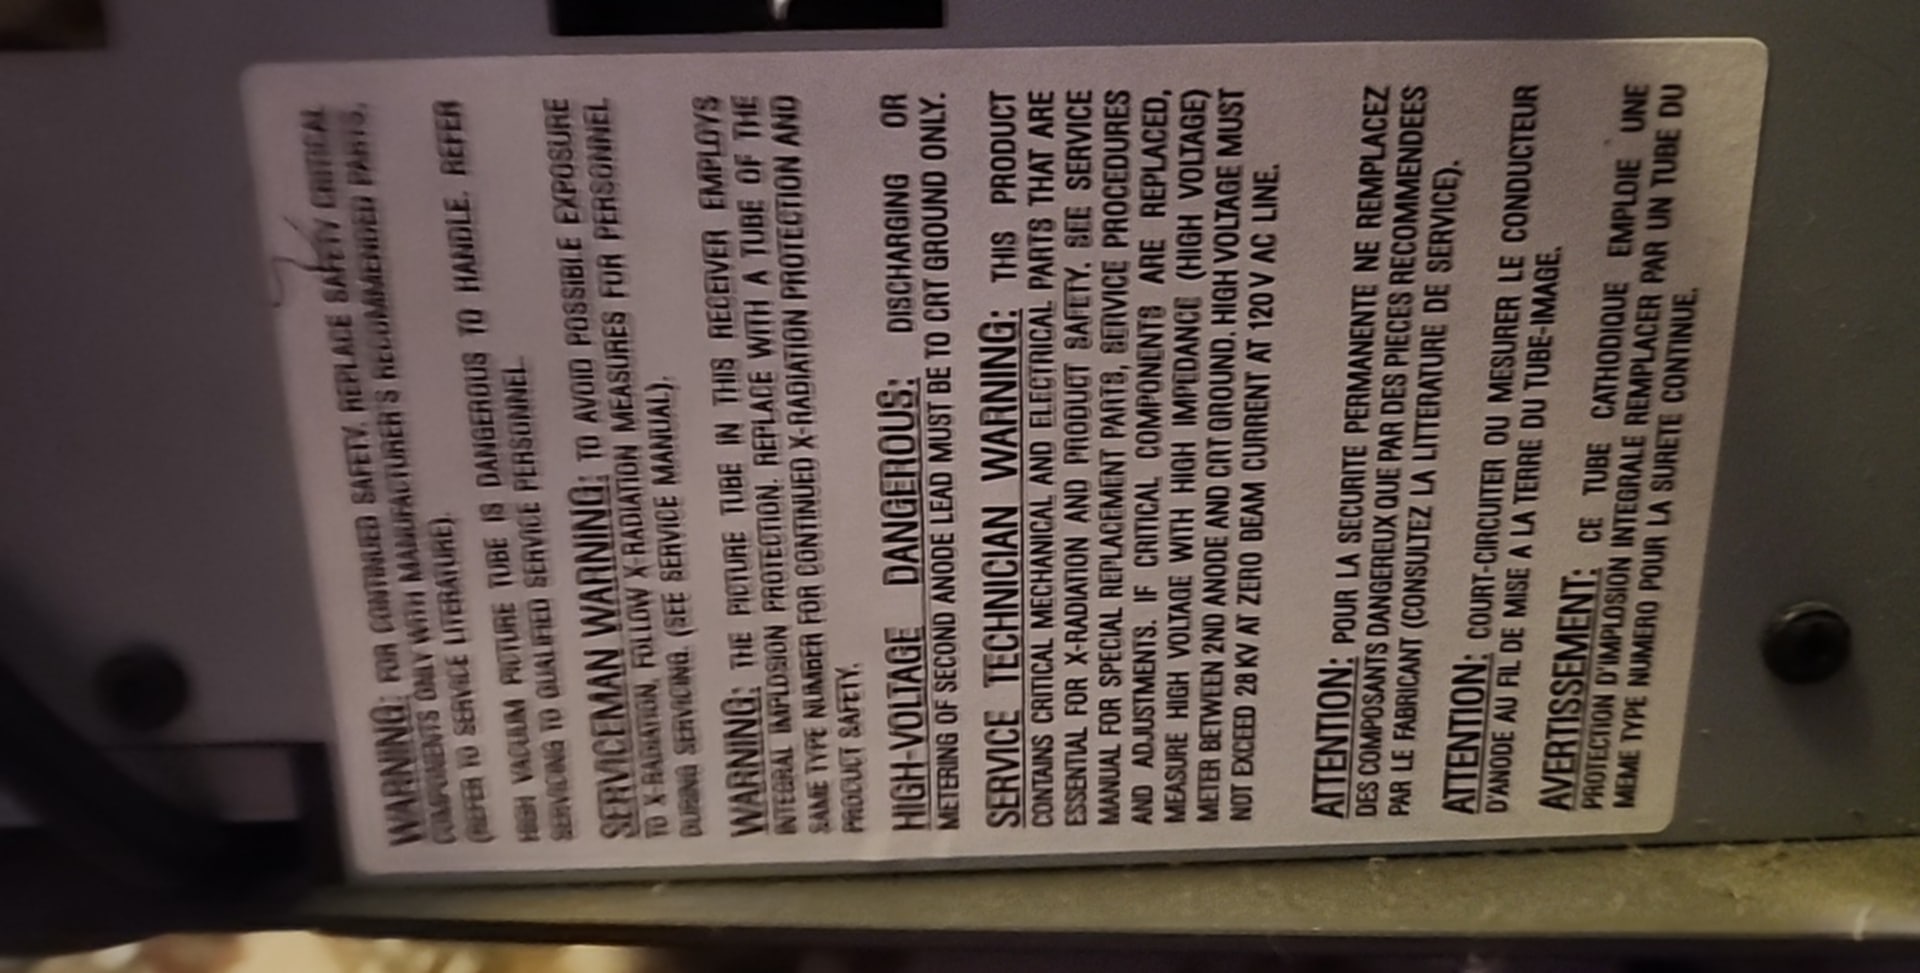 WARNING: FOR CONTINUED SAFETY, REPLACE SAFETY CRITICAL
COMPONENTS ONLY WITH MANUFACTURER'S RECOMMENDED PARTS,
(REFER TO SERVICE LITERATURE).
HIGH VACUUM PICTURE TUBE IS DANGEROUS TO HANDLE. REFER
SERVICING TO QUALIFIED SERVICE PERSONNEL.
SERVICEMAN WARNING: TO AVOID POSSIBLE EXPOSURE
TO X-RADIATION, FOLLOW X-RADIATION MEASURES FOR PERSONNEL
DURING SERVICING. (SEE SERVICE MANUAL).
WARNING: THE PICTURE TUBE IN THIS RECEIVER EMPLOYS
INTEGRAL IMPLOSION PROTECTION. REPLACE WITH A TUBE OF THE
SAME TYPE NUMBER FOR CONTINUED X-RADIATION PROTECTION AND
PRODUCT SAFETY.
HIGH-VOLTAGE DANGEROUS: DISCHARGING OR
METERING OF SECOND ANODE LEAD MUST BE TO CRT GROUND ONLY.
SERVICE TECHNICIAN WARNING: THIS PRODUCT
CONTAINS CRITICAL MECHANICAL AND ELECTRICAL PARTS THAT ARE
ESSENTIAL FOR X-RADIATION AND PRODUCT SAFETY. SEE SERVICE
MANUAL FOR SPECIAL REPLACEMENT PARTS, SERVICE PROCEDURES
AND ADJUSTMENTS. IF CRITICAL COMPONENTS ARE REPLACED,
MEASURE HIGH VOLTAGE WITH HIGH IMPEDANCE (HIGH VOLTAGE)
METER BETWEEN 2ND ANODE AND CRT GROUND. HIGH VOLTAGE MUST
NOT EXCEED 28 KV AT ZERO BEAM CURRENT AT 120 V AC LINE.
ATTENTION: POUR LA SECURITE PERMANENTE NE REMPLACEZ
DES COMPOSANTS DANGEREUX QUE PAR DES PIECES RECOMMENDEES
PAR LE FABRICANT (CONSULTEZ LA LITTERATURE DE SERVICE).
ATTENTION: COURT-CIRCUITER OU MESURER LE CONDUCTEUR
D'ANODE AU FIL DE MISE A LA TERRE DU TUBE-IMAGE.
AVERTISSEMENT: CE TUBE CATHODIQUE EMPLOIE UNE
PROTECTION D'IMPLOSION INTEGRALE REMPLACER PAR UN TUBE DU
MEME TYPE NUMERO POUR LA SURETE CONTINUE.